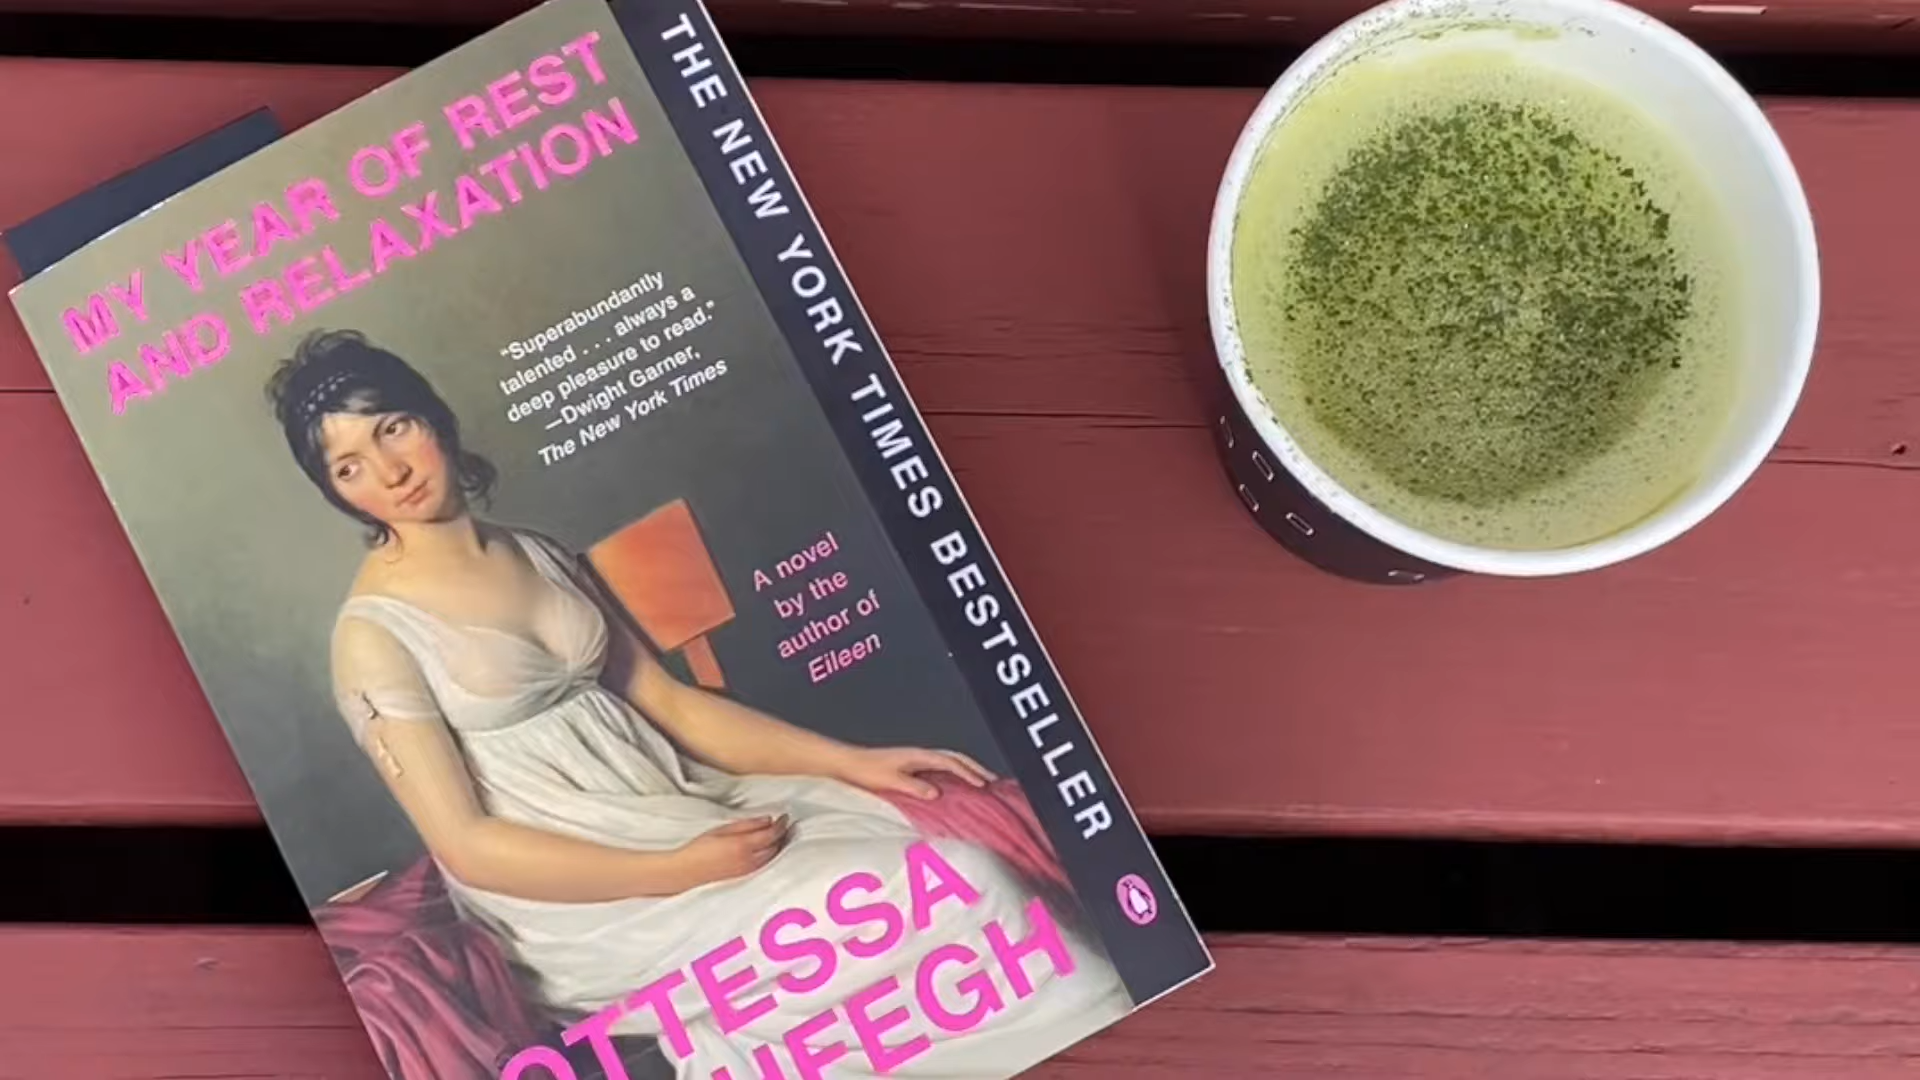 MY YEAR OF REST
AND RELAXATION
"Superabundantly
talented . . . always a
deep pleasure to read."
—Dwight Garner,
The New York Times
A novel
by the
author of
Eileen
OTTESSA
HFEGH
THE NEW YORK TIMES BESTSELLER